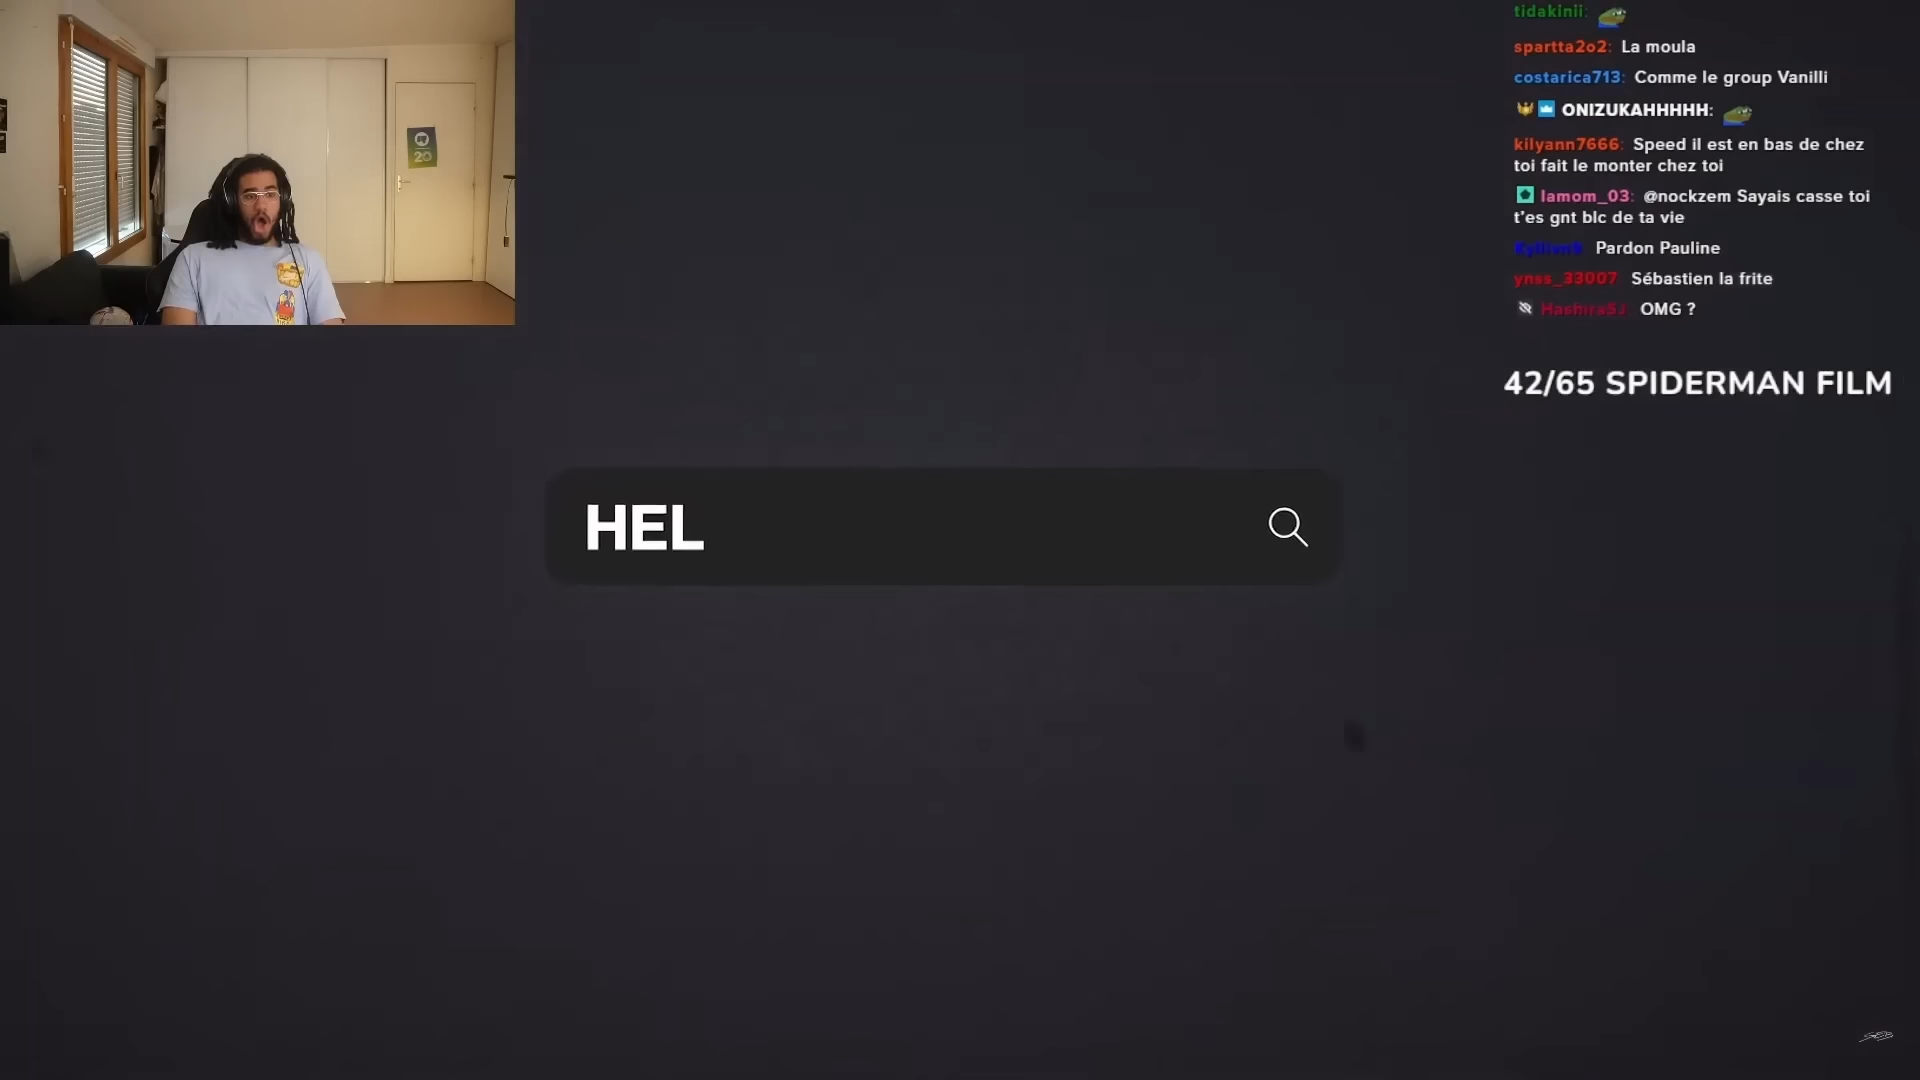 tidakinii:
spartta2o2: La moula
costarica713: Comme le group Vanilli
ONIZUKAHHHHH:
kilyann7666: Speed il est en bas de chez
toi fait le monter chez toi
lamom_03: @nockzem Sayais casse toi
t'es gnt blc de ta vie
Pardon Pauline
ynss_33007 Sébastien la frite
OMG ?
42/65 SPIDERMAN FILM
20
HEL